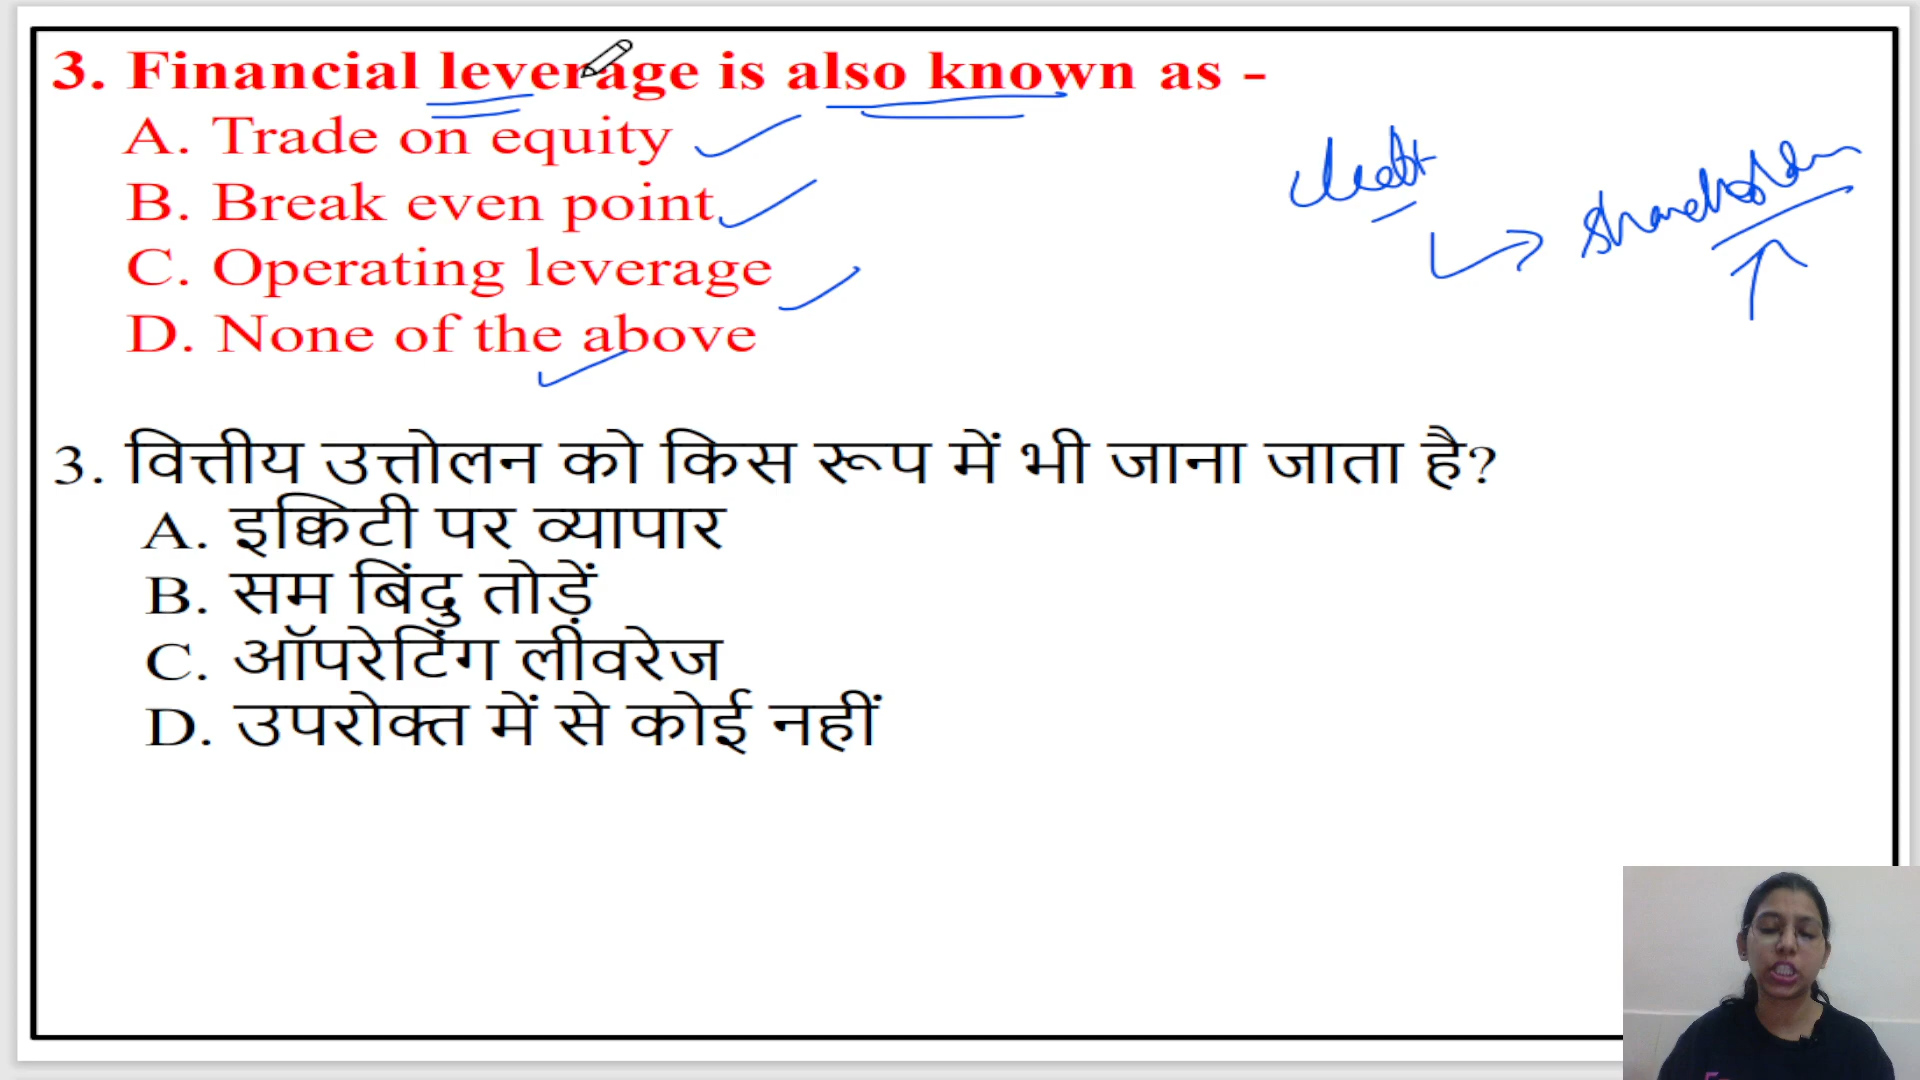 3. Financial leverage is also known as -
A. Trade on equity
B. Break even point
C. Operating leverage
D. None of the above
debt
shareholder
3. वित्तीय उत्तोलन को किस रूप में भी जाना जाता है?
A. इक्विटी पर व्यापार
B. सम बिंदु तोड़ें
C. ऑपरेटिंग लीवरेज
D. उपरोक्त में से कोई नहीं